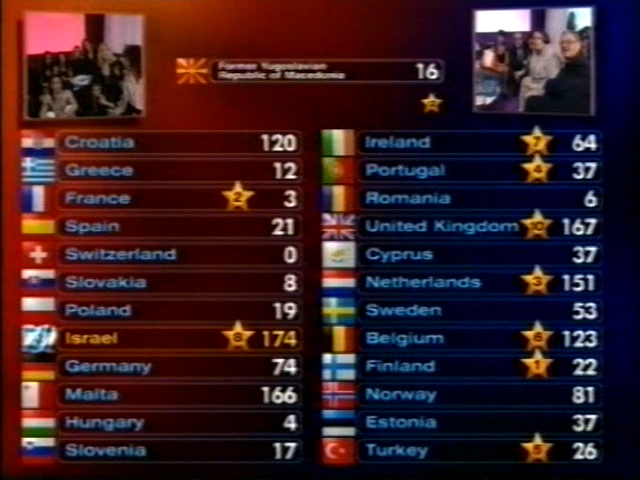 Former Yugoslavian
Republic of Macedonia 16
Croatia 120
Greece 12
France 2 3
Spain 21
Switzerland 0
Slovakia 8
Poland 19
Israel 8 174
Germany 74
Malta 166
Hungary 4
Slovenia 17
Ireland 7 64
Portugal 4 37
Romania 6
United Kingdom 10 167
Cyprus 37
Netherlands 3 151
Sweden 53
Belgium 6 123
Finland 1 22
Norway 81
Estonia 37
Turkey 5 26